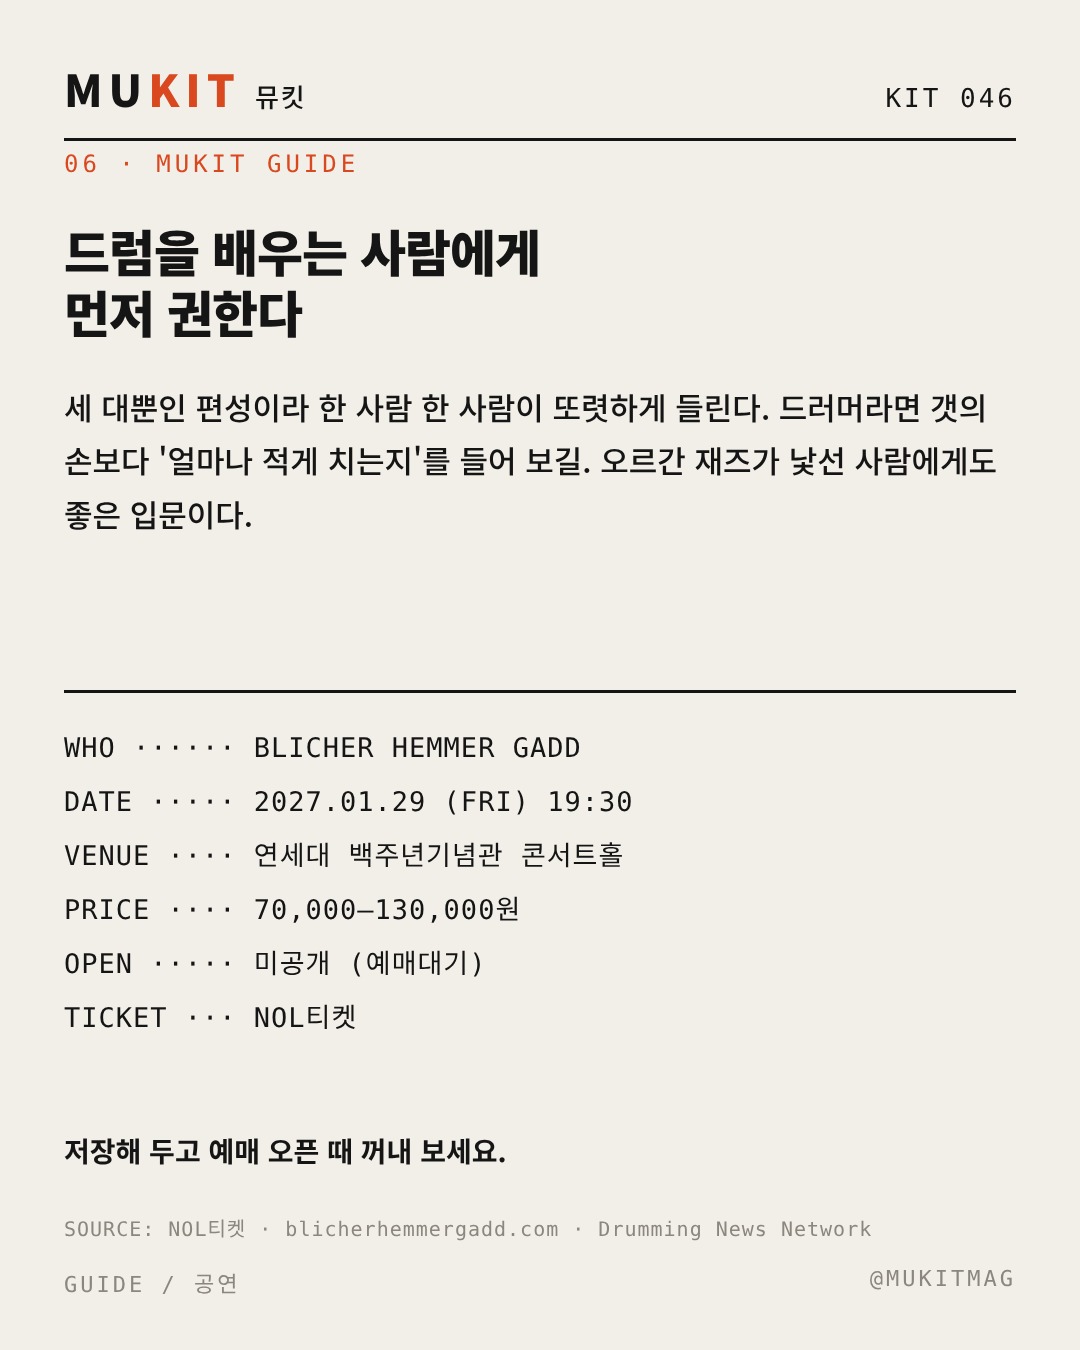 MUKIT 뮤킷
KIT 046
06 · MUKIT GUIDE
드럼을 배우는 사람에게
먼저 권한다
세 대뿐인 편성이라 한 사람 한 사람이 또렷하게 들린다. 드러머라면 갯의
손보다 '얼마나 적게 치는지'를 들어 보길. 오르간 재즈가 낯선 사람에게도
좋은 입문이다.
WHO ······ BLICHER HEMMER GADD
DATE ····· 2027.01.29 (FRI) 19:30
VENUE ···· 연세대 백주년기념관 콘서트홀
PRICE ···· 70,000–130,000원
OPEN ····· 미공개 (예매대기)
TICKET ··· NOL티켓
저장해 두고 예매 오픈 때 꺼내 보세요.
SOURCE: NOL티켓 · blicherhemmergadd.com · Drumming News Network
GUIDE / 공연
@MUKITMAG